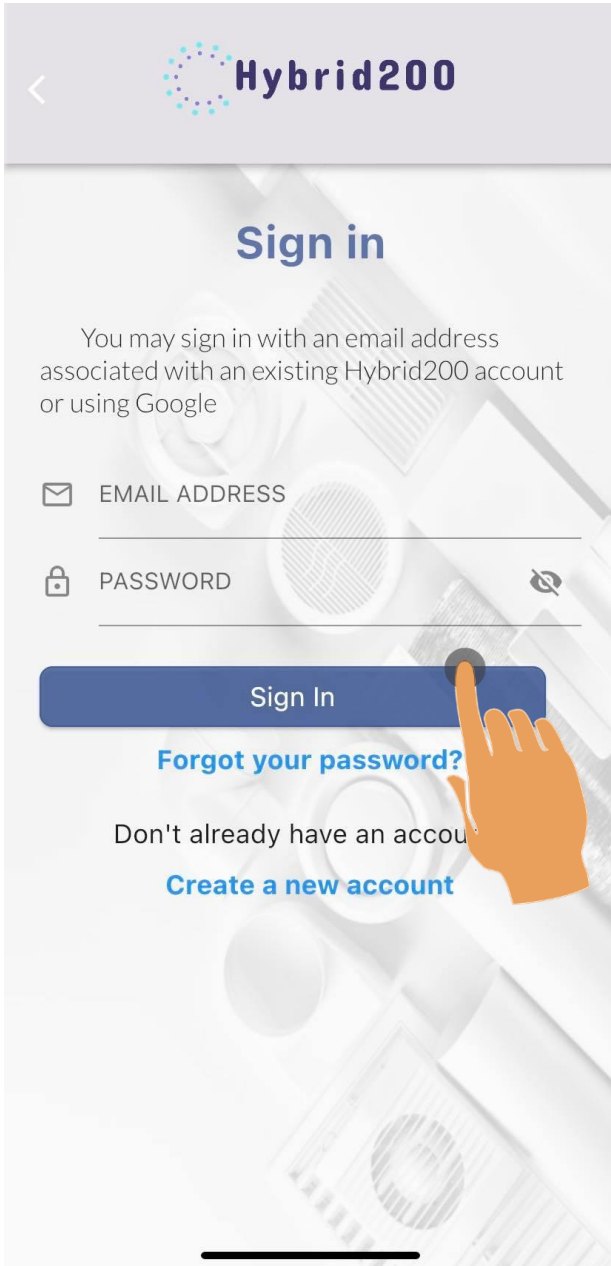 Hybrid200
Sign in
You may sign in with an email address
associated with an existing Hybrid200 account
or using Google
EMAIL ADDRESS
PASSWORD
Sign In
Forgot your password?
Don't already have an
Create a new account